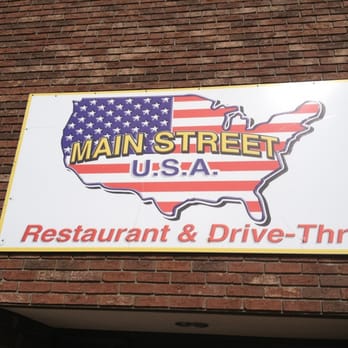 MAIN STREET
U.S.A.
Restaurant & Drive-Thr